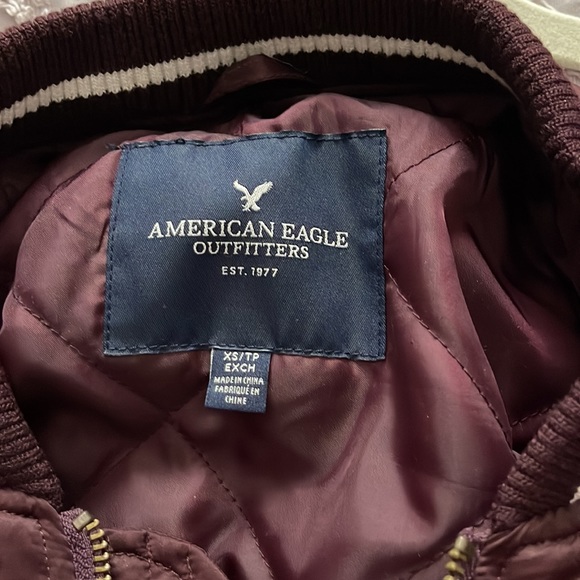 AMERICAN EAGLE
OUTFITTERS
EST. 1977
XS/TP
EXCH
MADE IN CHINA
FABRIQUÉ EN
CHINE